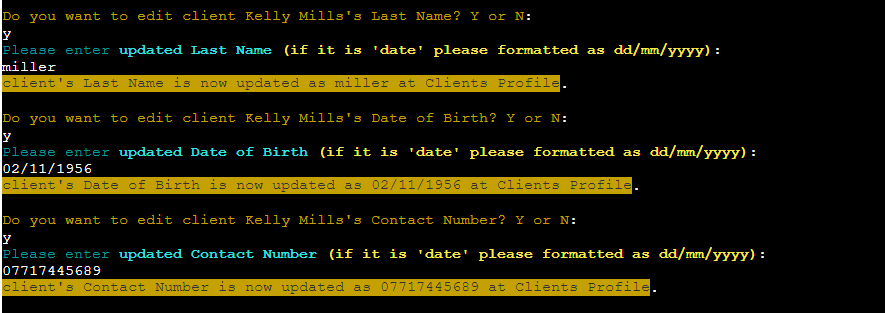 Do you want to edit client Kelly Mills's Last Name? Y or N:
y
Please enter updated Last Name (if it is 'date' please formatted as dd/mm/yyyy):
miller
client's Last Name is now updated as miller at Clients Profile.
Do you want to edit client Kelly Mills's Date of Birth? Y or N:
y
Please enter updated Date of Birth (if it is 'date' please formatted as dd/mm/yyyy):
02/11/1956
client's Date of Birth is now updated as 02/11/1956 at Clients Profile.
Do you want to edit client Kelly Mills's Contact Number? Y or N:
y
Please enter updated Contact Number (if it is 'date' please formatted as dd/mm/yyyy):
07717445689
client's Contact Number is now updated as 07717445689 at Clients Profile.